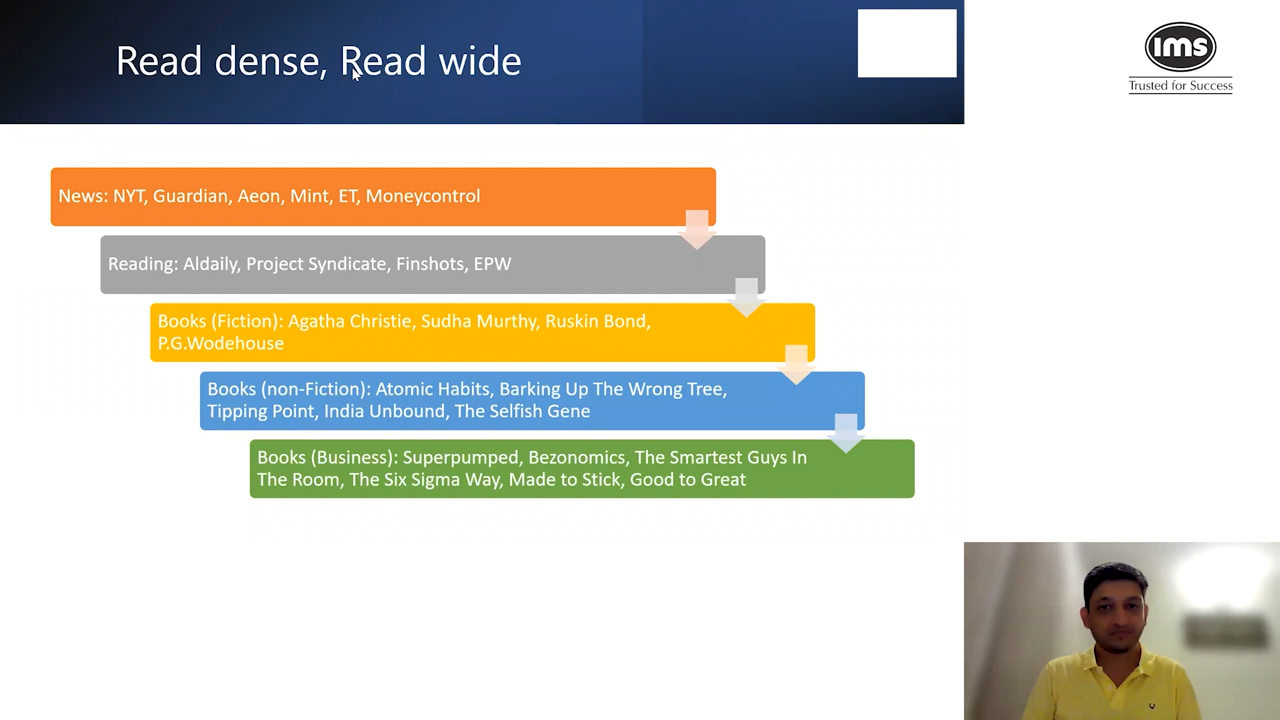 Read dense, Read wide
ims
Trusted for Success
News: NYT, Guardian, Aeon, Mint, ET, Moneycontrol
Reading: Aldaily, Project Syndicate, Finshots, EPW
Books (Fiction): Agatha Christie, Sudha Murthy, Ruskin Bond,
P.G.Wodehouse
Books (non-Fiction): Atomic Habits, Barking Up The Wrong Tree,
Tipping Point, India Unbound, The Selfish Gene
Books (Business): Superpumped, Bezonomics, The Smartest Guys In
The Room, The Six Sigma Way, Made to Stick, Good to Great